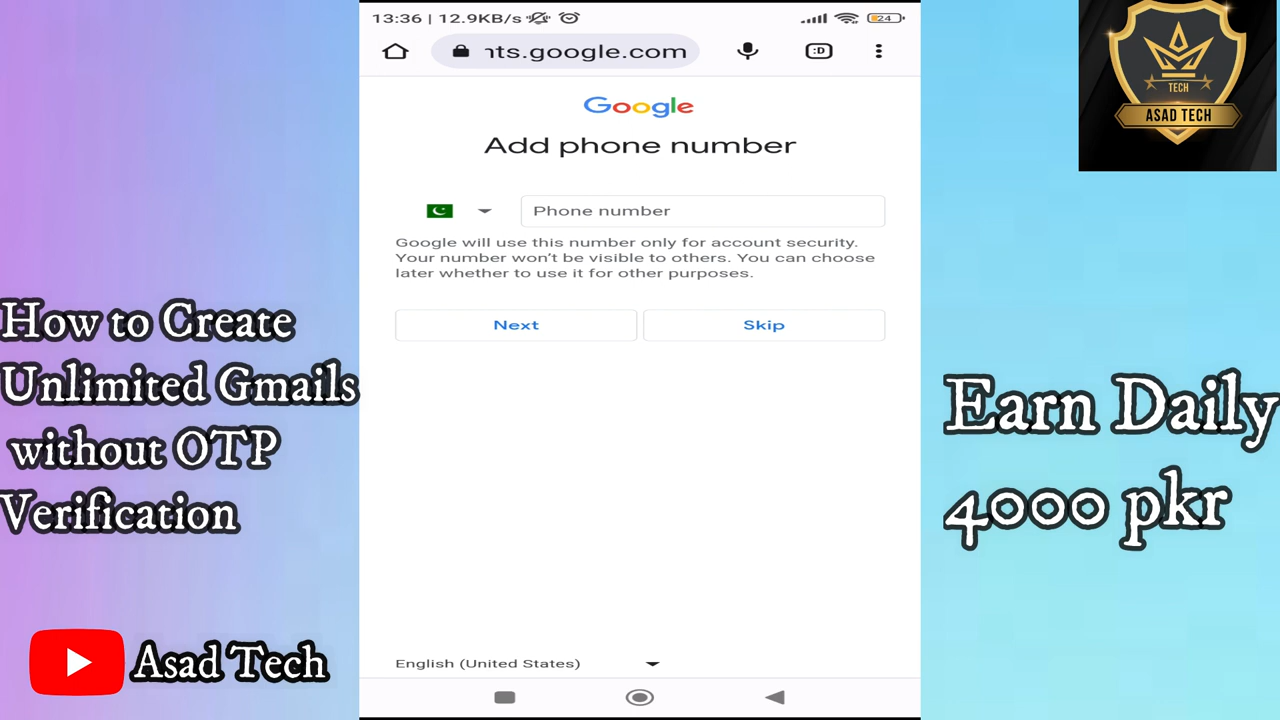 13:36 | 12.9KB/s
24
nts.google.com
:D
TECH
ASAD TECH
Google
Add phone number
Phone number
Google will use this number only for account security.
Your number won't be visible to others. You can choose
later whether to use it for other purposes.
Next
Skip
How to Create
Unlimited Gmails
without OTP
Verification
Earn Daily
4000 pkr
Asad Tech
English (United States)